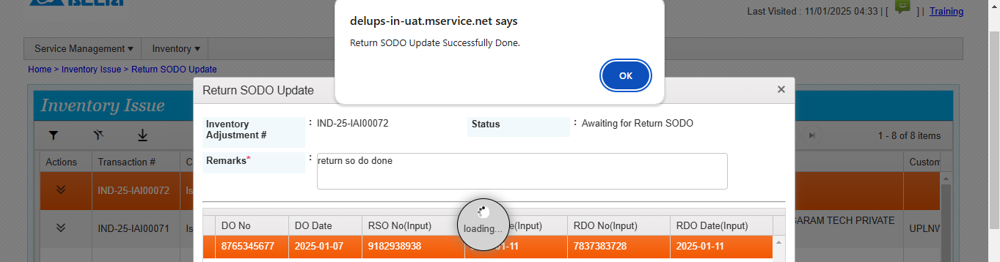 delups-in-uat.mservice.net says
Return SODO Update Successfully Done.
OK
Last Visited : 11/01/2025 04:33 | [ ] | Training
Service Management
Inventory
Home > Inventory Issue > Return SODO Update
Return SODO Update
Inventory Issue
Inventory Adjustment # : IND-25-IAI00072
Status : Awaiting for Return SODO
Remarks* : return so do done
1 - 8 of 8 items
Actions Transaction # Custom
IND-25-IAI00072 Is
IND-25-IAI00071 Is
SARAM TECH PRIVATE
UPLNV
DO No DO Date RSO No(Input) e(Input) RDO No(Input) RDO Date(Input)
loading...
8765345677 2025-01-07 9182938938 01-11 7837383728 2025-01-11